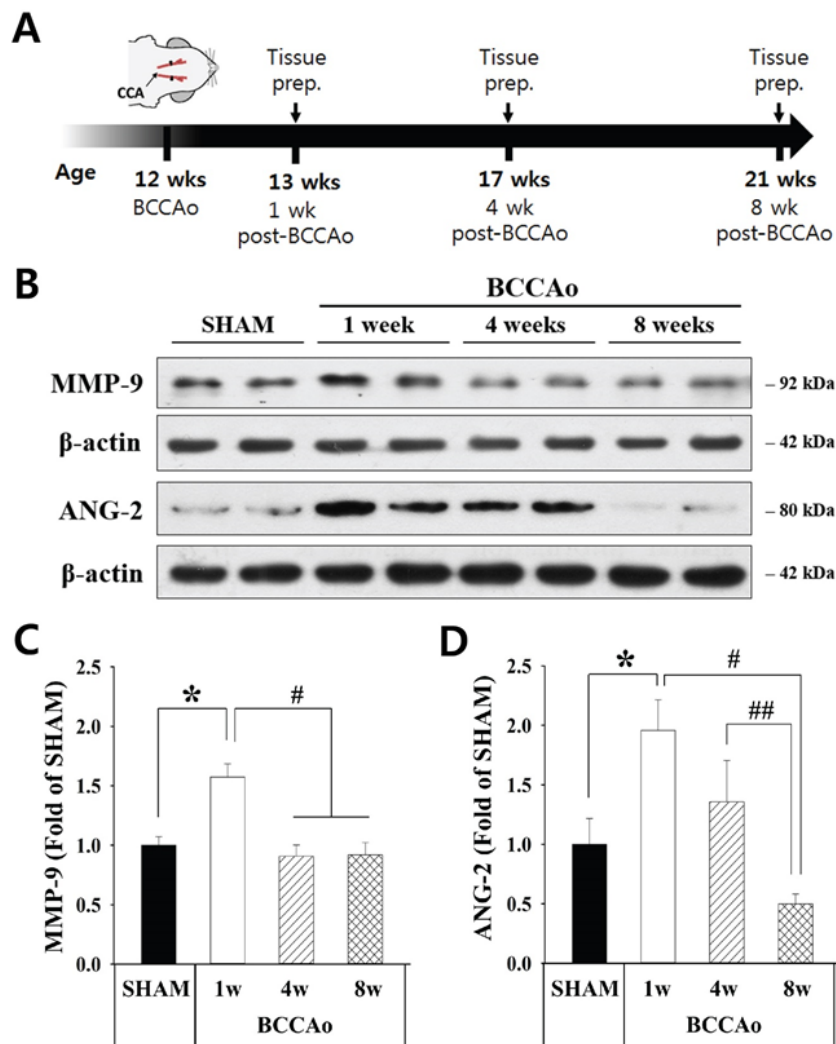 A
CCA
Tissue prep.
Tissue prep.
Tissue prep.
Age
12 wks
BCCAo
13 wks
1 wk
post-BCCAo
17 wks
4 wk
post-BCCAo
21 wks
8 wk
post-BCCAo
B
BCCAo
SHAM 1 week 4 weeks 8 weeks
MMP-9 – 92 kDa
β-actin – 42 kDa
ANG-2 – 80 kDa
β-actin – 42 kDa
C
MMP-9 (Fold of SHAM)
2.5
2.0
1.5
1.0
0.5
0.0
* #
SHAM 1w 4w 8w
BCCAo
D
ANG-2 (Fold of SHAM)
2.5
2.0
1.5
1.0
0.5
0.0
* #
##
SHAM 1w 4w 8w
BCCAo